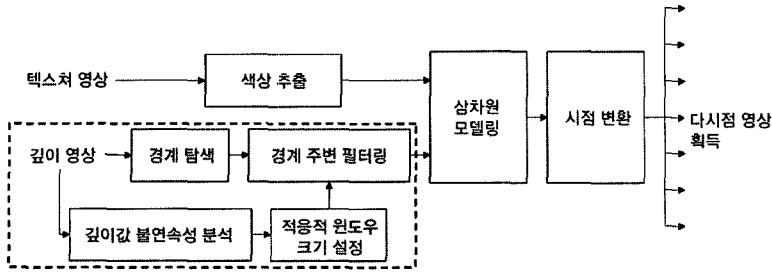 텍스쳐 영상
색상 추출
삼차원
모델링
시점 변환
다시점 영상
획득
깊이 영상
경계 탐색
경계 주변 필터링
깊이값 불연속성 분석
적응적 윈도우
크기 설정